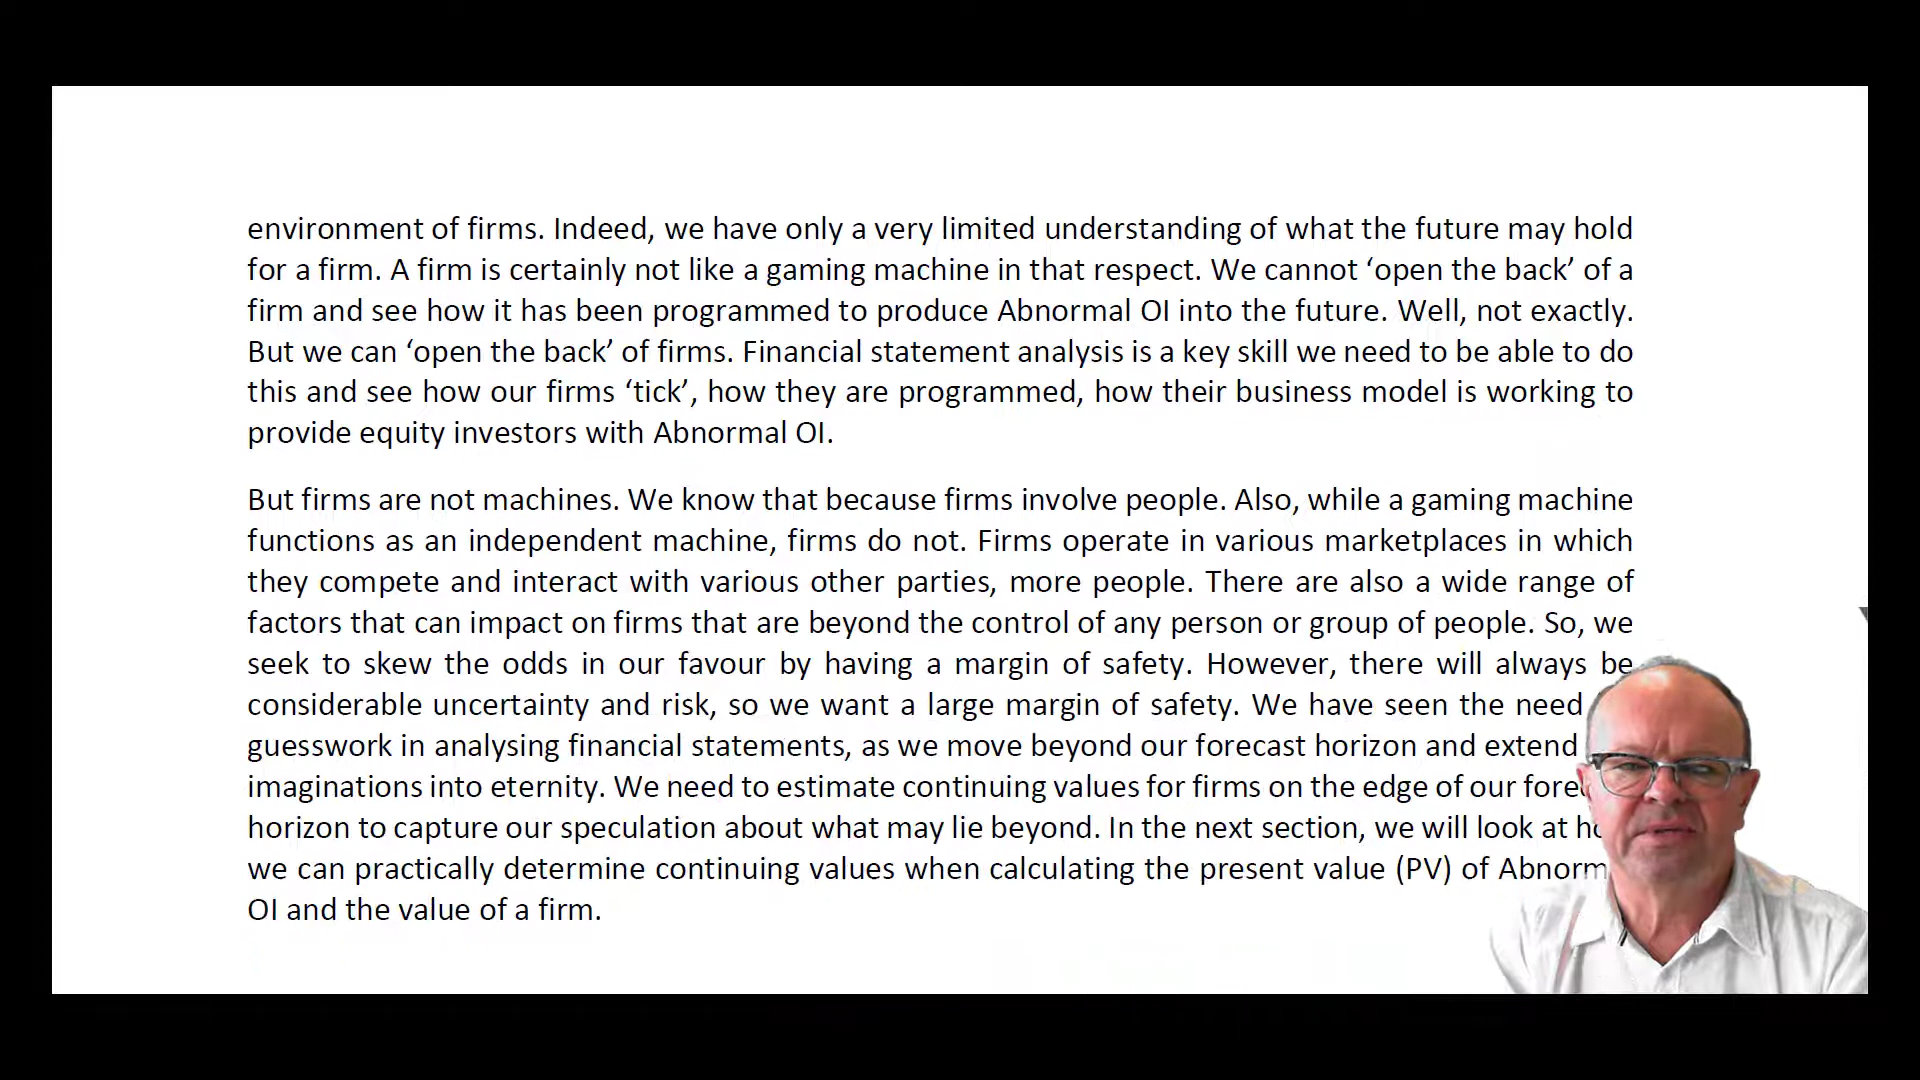 environment of firms. Indeed, we have only a very limited understanding of what the future may hold
for a firm. A firm is certainly not like a gaming machine in that respect. We cannot ‘open the back’ of a
firm and see how it has been programmed to produce Abnormal OI into the future. Well, not exactly.
But we can ‘open the back’ of firms. Financial statement analysis is a key skill we need to be able to do
this and see how our firms ‘tick’, how they are programmed, how their business model is working to
provide equity investors with Abnormal OI.
But firms are not machines. We know that because firms involve people. Also, while a gaming machine
functions as an independent machine, firms do not. Firms operate in various marketplaces in which
they compete and interact with various other parties, more people. There are also a wide range of
factors that can impact on firms that are beyond the control of any person or group of people. So, we
seek to skew the odds in our favour by having a margin of safety. However, there will always be
considerable uncertainty and risk, so we want a large margin of safety. We have seen the need
guesswork in analysing financial statements, as we move beyond our forecast horizon and extend
imaginations into eternity. We need to estimate continuing values for firms on the edge of our
horizon to capture our speculation about what may lie beyond. In the next section, we will look at
we can practically determine continuing values when calculating the present value (PV) of
OI and the value of a firm.